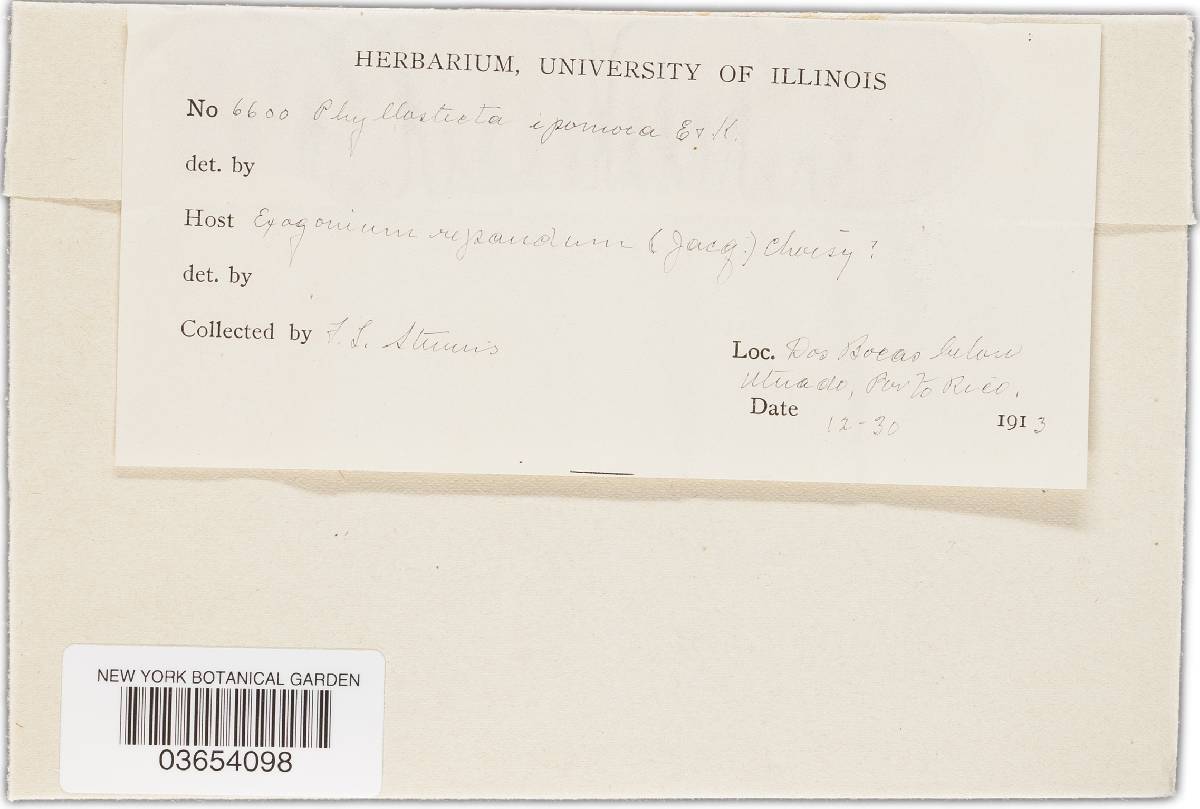 HERBARIUM, UNIVERSITY OF ILLINOIS
No 6600 Phyllosticta ipomoea E & K.
det. by
Host Exogonium repandum (Jacq.) Choisy?
det. by
Collected by F. L. Stevens
Loc. Dos Bocas below
Utuado, Porto Rico.
Date 12-30 1913
NEW YORK BOTANICAL GARDEN
03654098